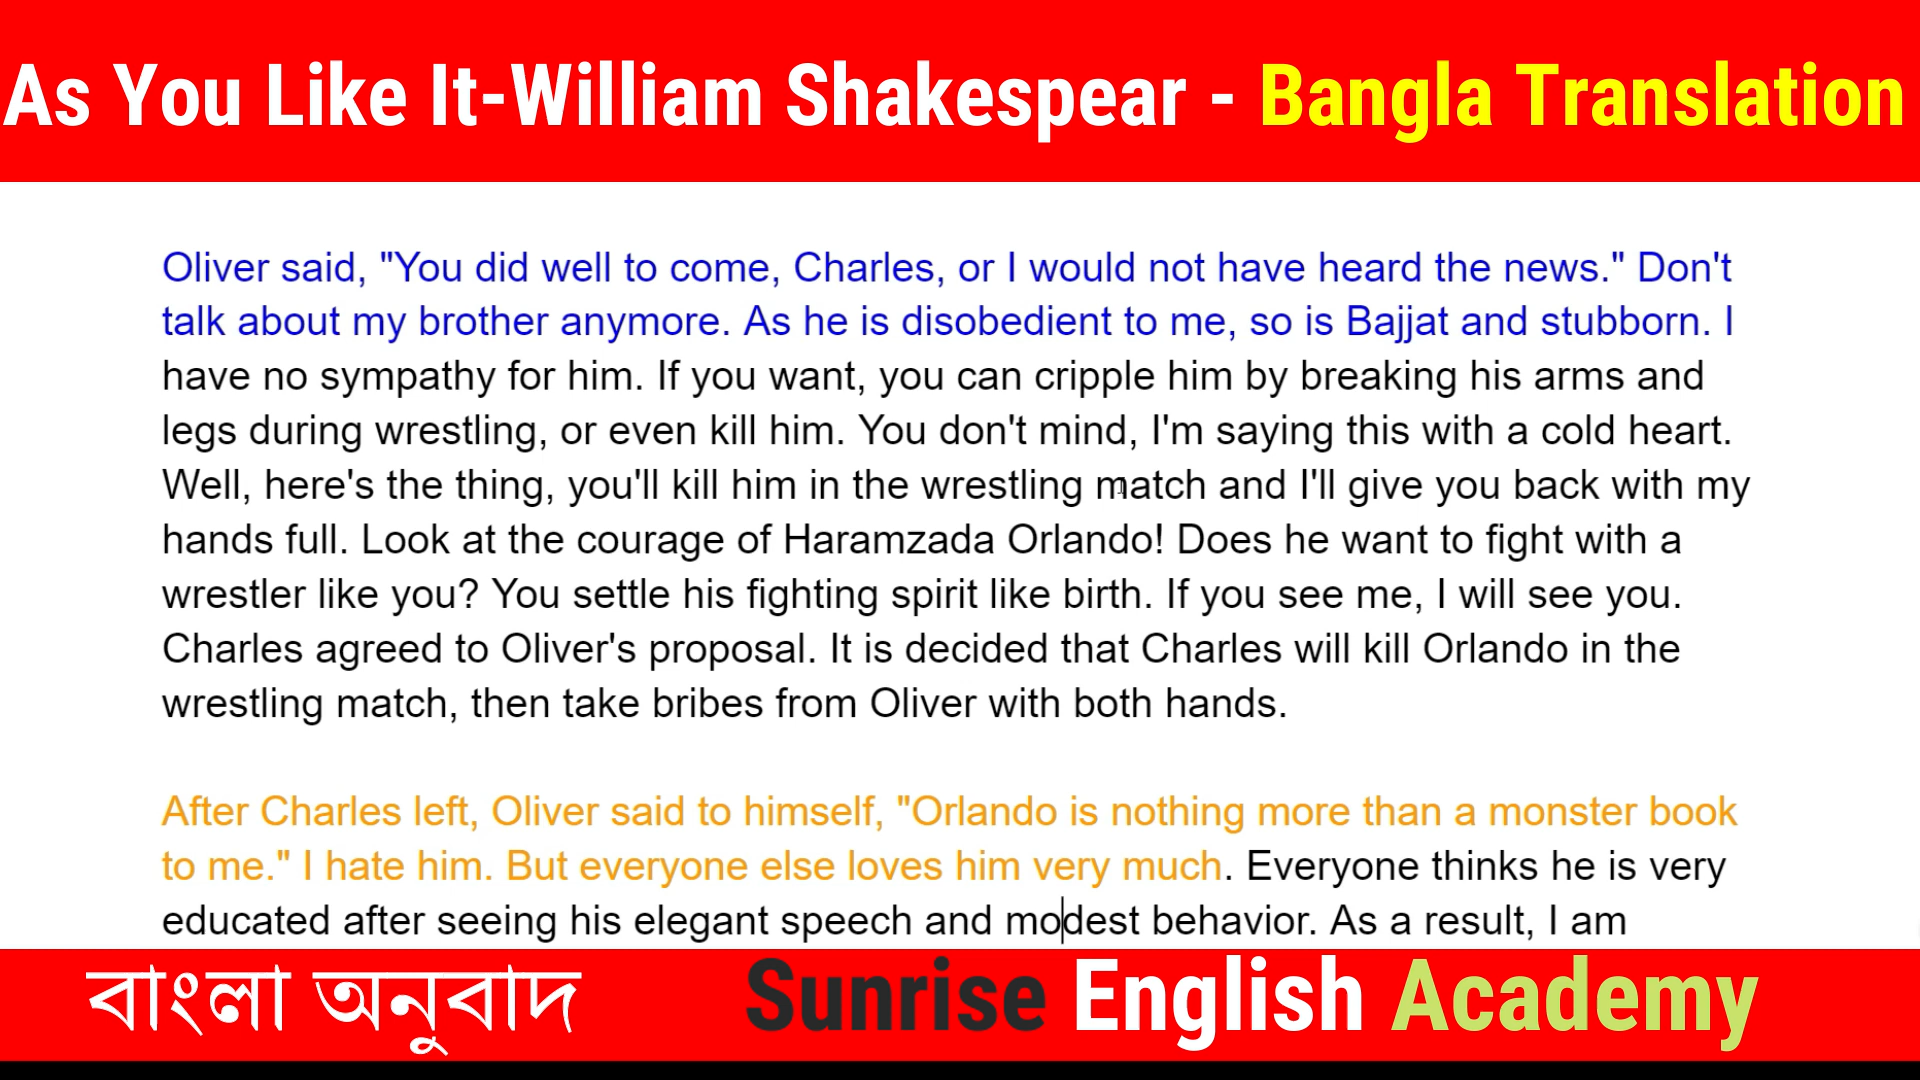 As You Like It-William Shakespear - Bangla Translation
Oliver said, "You did well to come, Charles, or I would not have heard the news." Don't
talk about my brother anymore. As he is disobedient to me, so is Bajjat and stubborn. I
have no sympathy for him. If you want, you can cripple him by breaking his arms and
legs during wrestling, or even kill him. You don't mind, I'm saying this with a cold heart.
Well, here's the thing, you'll kill him in the wrestling match and I'll give you back with my
hands full. Look at the courage of Haramzada Orlando! Does he want to fight with a
wrestler like you? You settle his fighting spirit like birth. If you see me, I will see you.
Charles agreed to Oliver's proposal. It is decided that Charles will kill Orlando in the
wrestling match, then take bribes from Oliver with both hands.
After Charles left, Oliver said to himself, "Orlando is nothing more than a monster book
to me." I hate him. But everyone else loves him very much. Everyone thinks he is very
educated after seeing his elegant speech and modest behavior. As a result, I am
বাংলা অনুবাদ Sunrise English Academy